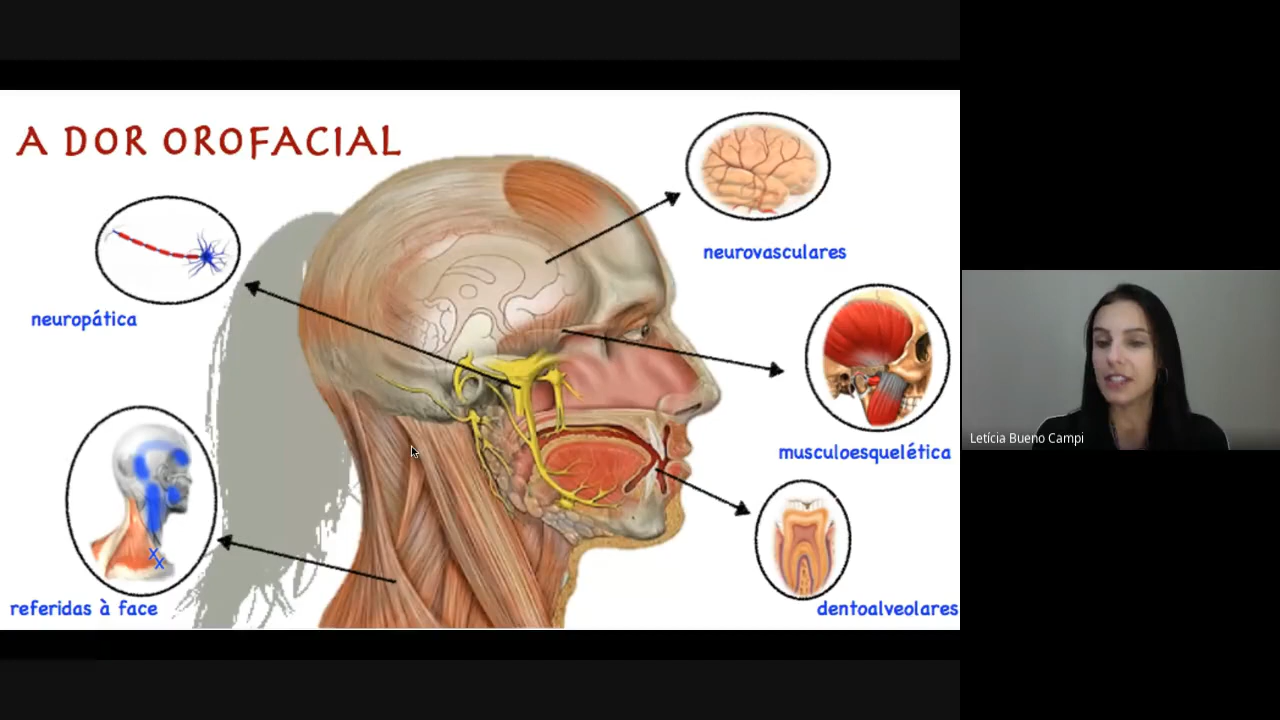 A DOR OROFACIAL
neurovasculares
neuropática
musculoesquelética
Letícia Bueno Campi
x
x
referidas à face
dentoalveolares